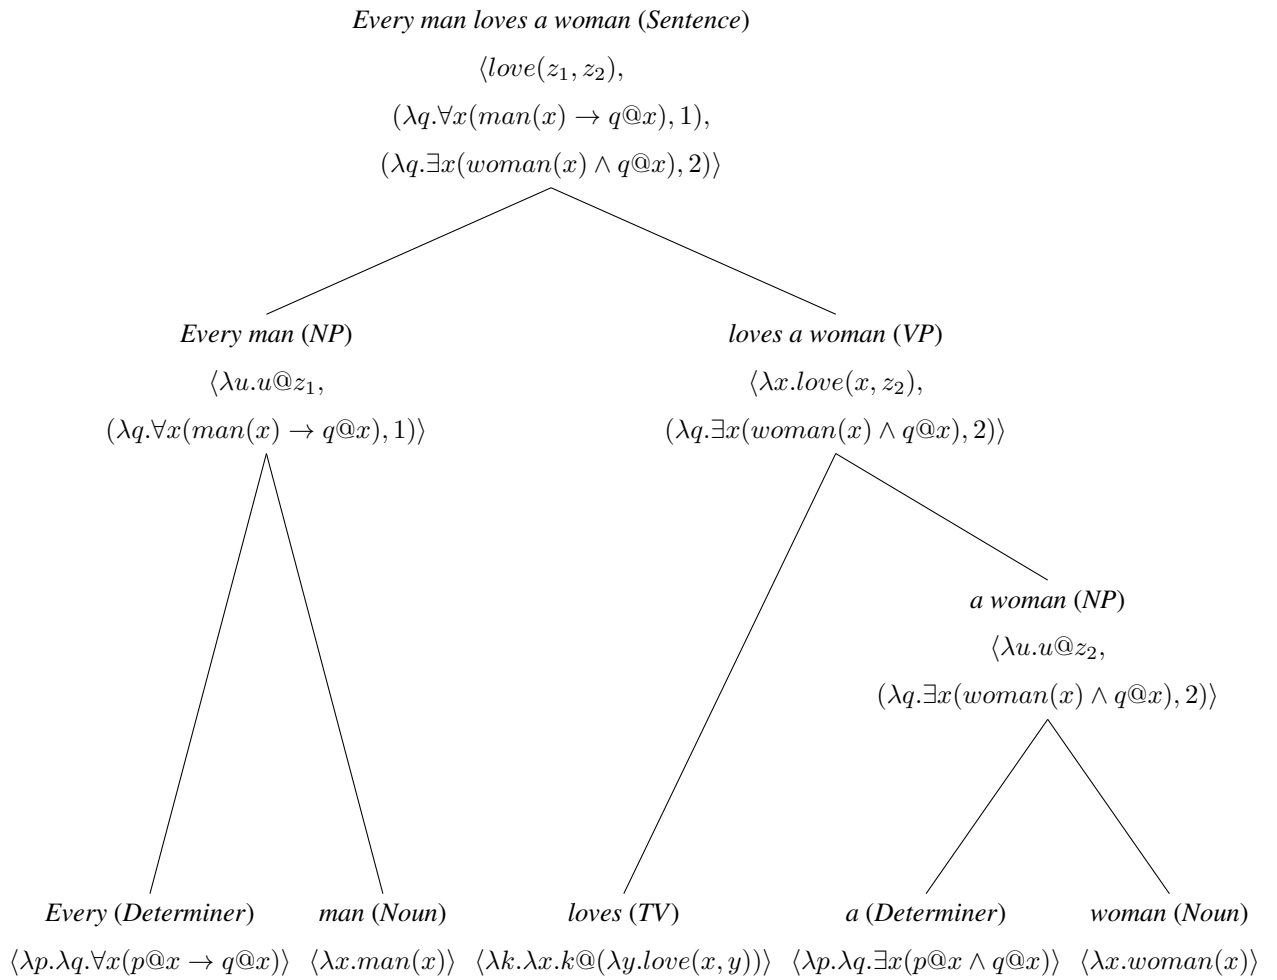 Every man loves a woman (Sentence)
⟨love(z₁, z₂),
(λq.∀x(man(x) → q@x), 1),
(λq.∃x(woman(x) ∧ q@x), 2)⟩
Every man (NP)
⟨λu.u@z₁,
(λq.∀x(man(x) → q@x), 1)⟩
loves a woman (VP)
⟨λx.love(x, z₂),
(λq.∃x(woman(x) ∧ q@x), 2)⟩
a woman (NP)
⟨λu.u@z₂,
(λq.∃x(woman(x) ∧ q@x), 2)⟩
Every (Determiner)
⟨λp.λq.∀x(p@x → q@x)⟩
man (Noun)
⟨λx.man(x)⟩
loves (TV)
⟨λk.λx.k@(λy.love(x, y))⟩
a (Determiner)
⟨λp.λq.∃x(p@x ∧ q@x)⟩
woman (Noun)
⟨λx.woman(x)⟩